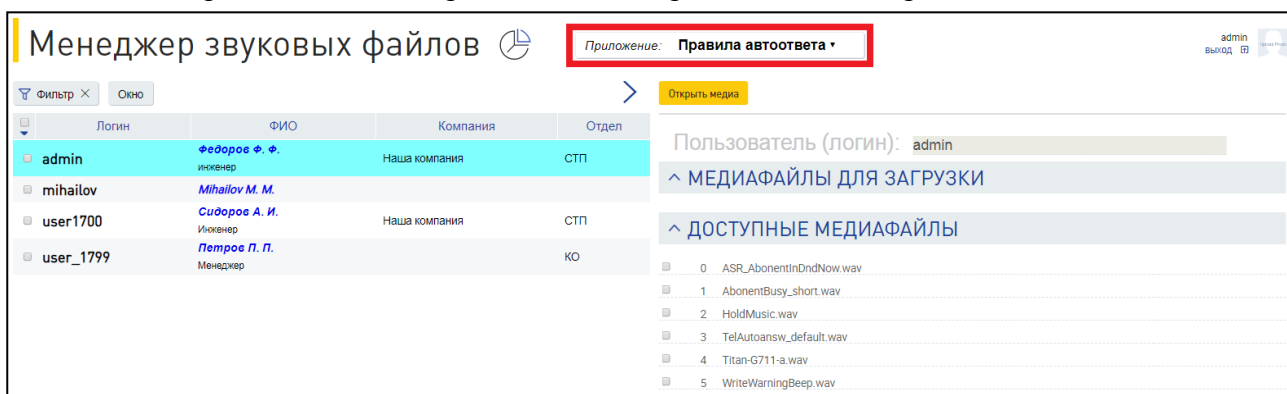 Менеджер звуковых файлов
Приложение: Правила автоответа
admin
выход
Фильтр ×
Окно
Логин ФИО Компания Отдел
admin Федоров Ф. Ф. Наша компания СТП
инженер
mihailov Mihailov M. M.
user1700 Сидоров А. И. Наша компания СТП
Инженер
user_1799 Петров П. П. КО
Менеджер
Открыть медиа
Пользователь (логин): admin
МЕДИАФАЙЛЫ ДЛЯ ЗАГРУЗКИ
ДОСТУПНЫЕ МЕДИАФАЙЛЫ
0 ASR_AbonentInDndNow.wav
1 AbonentBusy_short.wav
2 HoldMusic.wav
3 TelAutoansw_default.wav
4 Titan-G711-a.wav
5 WriteWarningBeep.wav